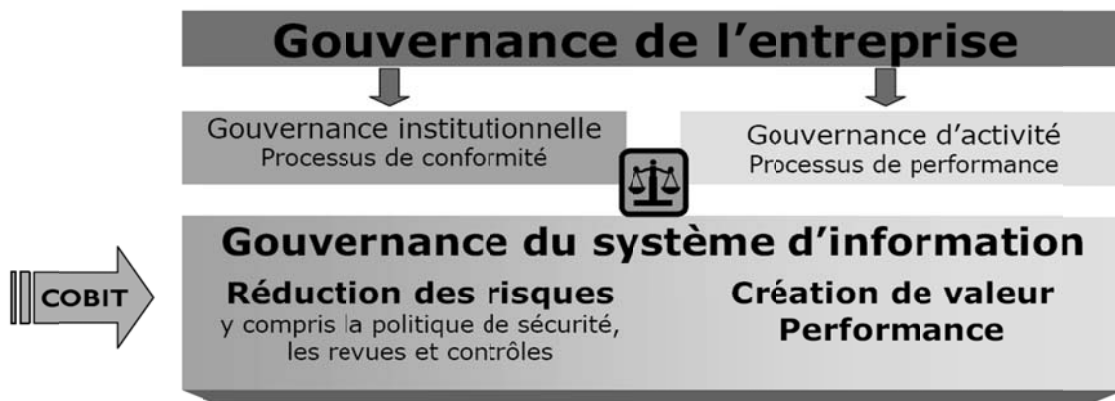 Gouvernance de l’entreprise
Gouvernance institutionnelle
Processus de conformité
Gouvernance d’activité
Processus de performance
Gouvernance du système d’information
COBIT
Réduction des risques
y compris la politique de sécurité,
les revues et contrôles
Création de valeur
Performance